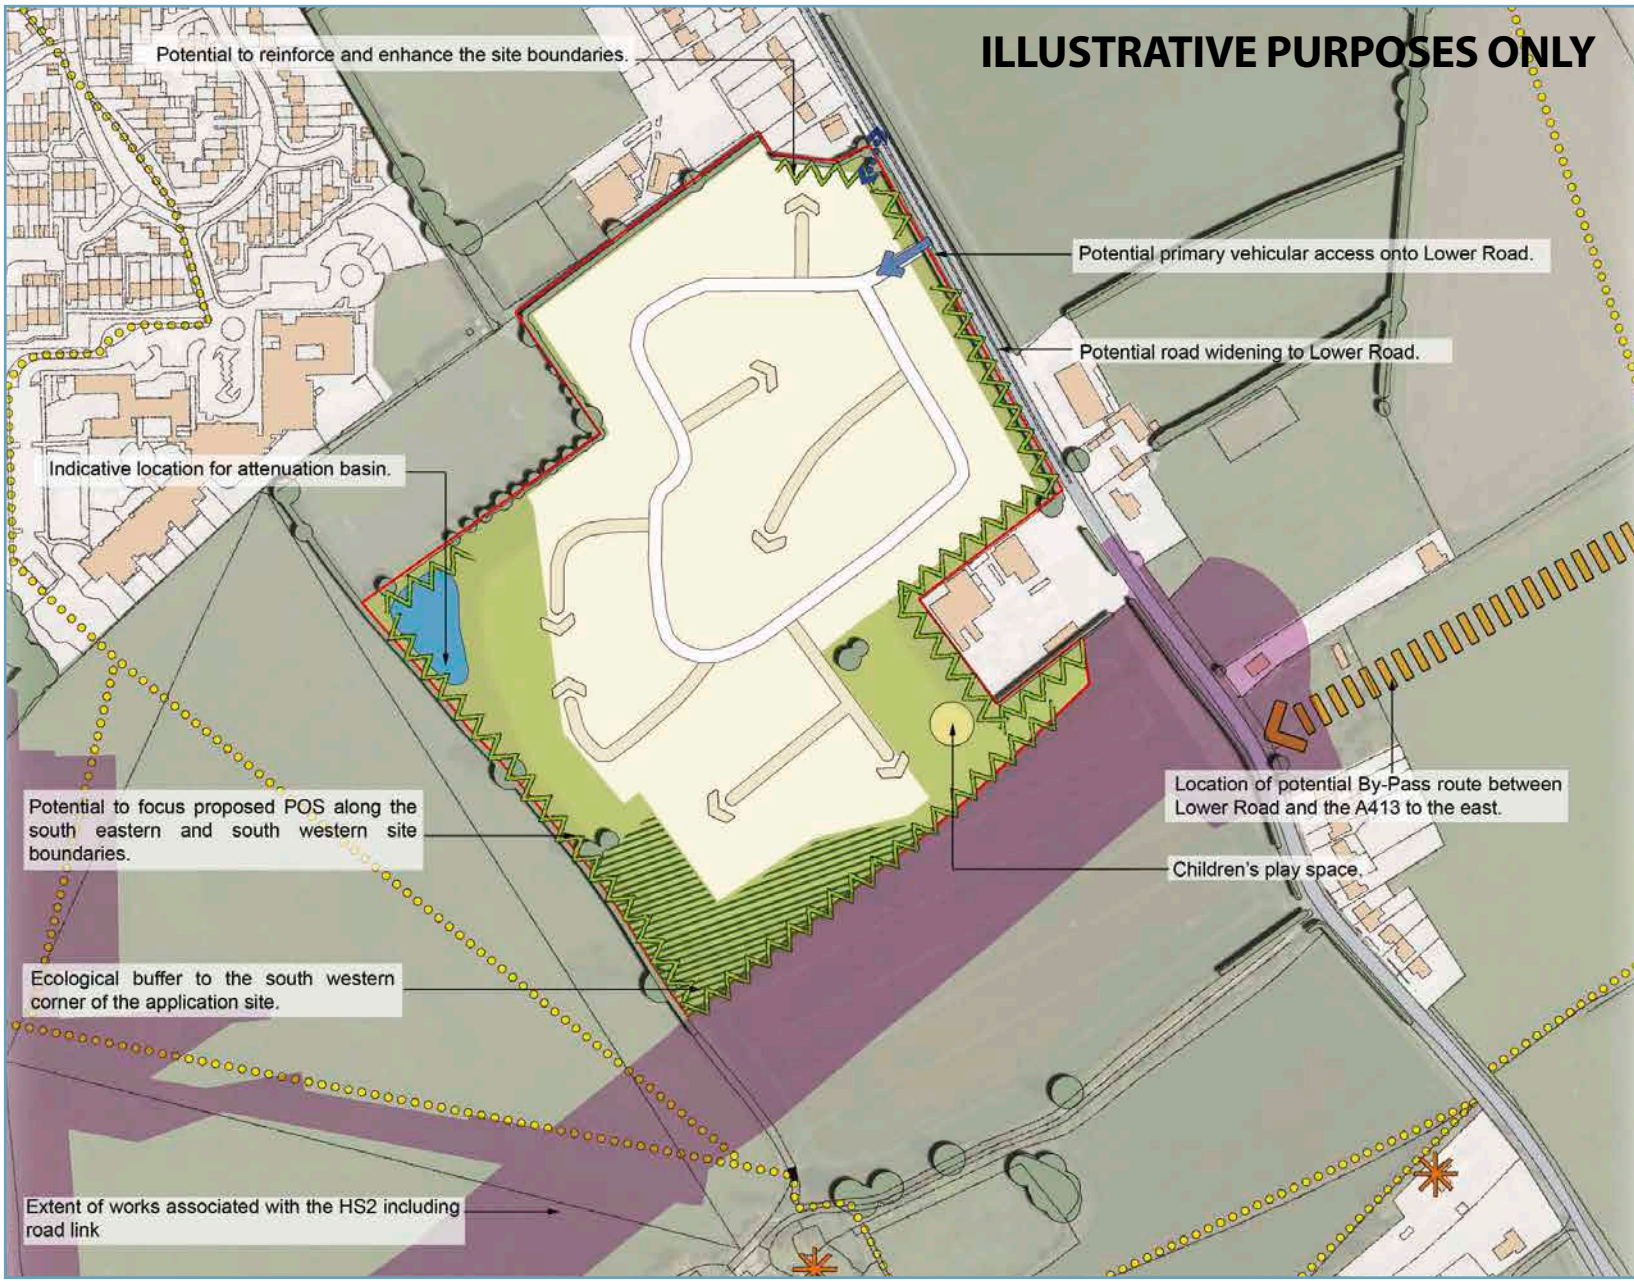 ILLUSTRATIVE PURPOSES ONLY
Potential to reinforce and enhance the site boundaries.
Potential primary vehicular access onto Lower Road.
Potential road widening to Lower Road.
Indicative location for attenuation basin.
Location of potential By-Pass route between
Lower Road and the A413 to the east.
Potential to focus proposed POS along the
south eastern and south western site
boundaries.
Children's play space.
Ecological buffer to the south western
corner of the application site.
Extent of works associated with the HS2 including
road link